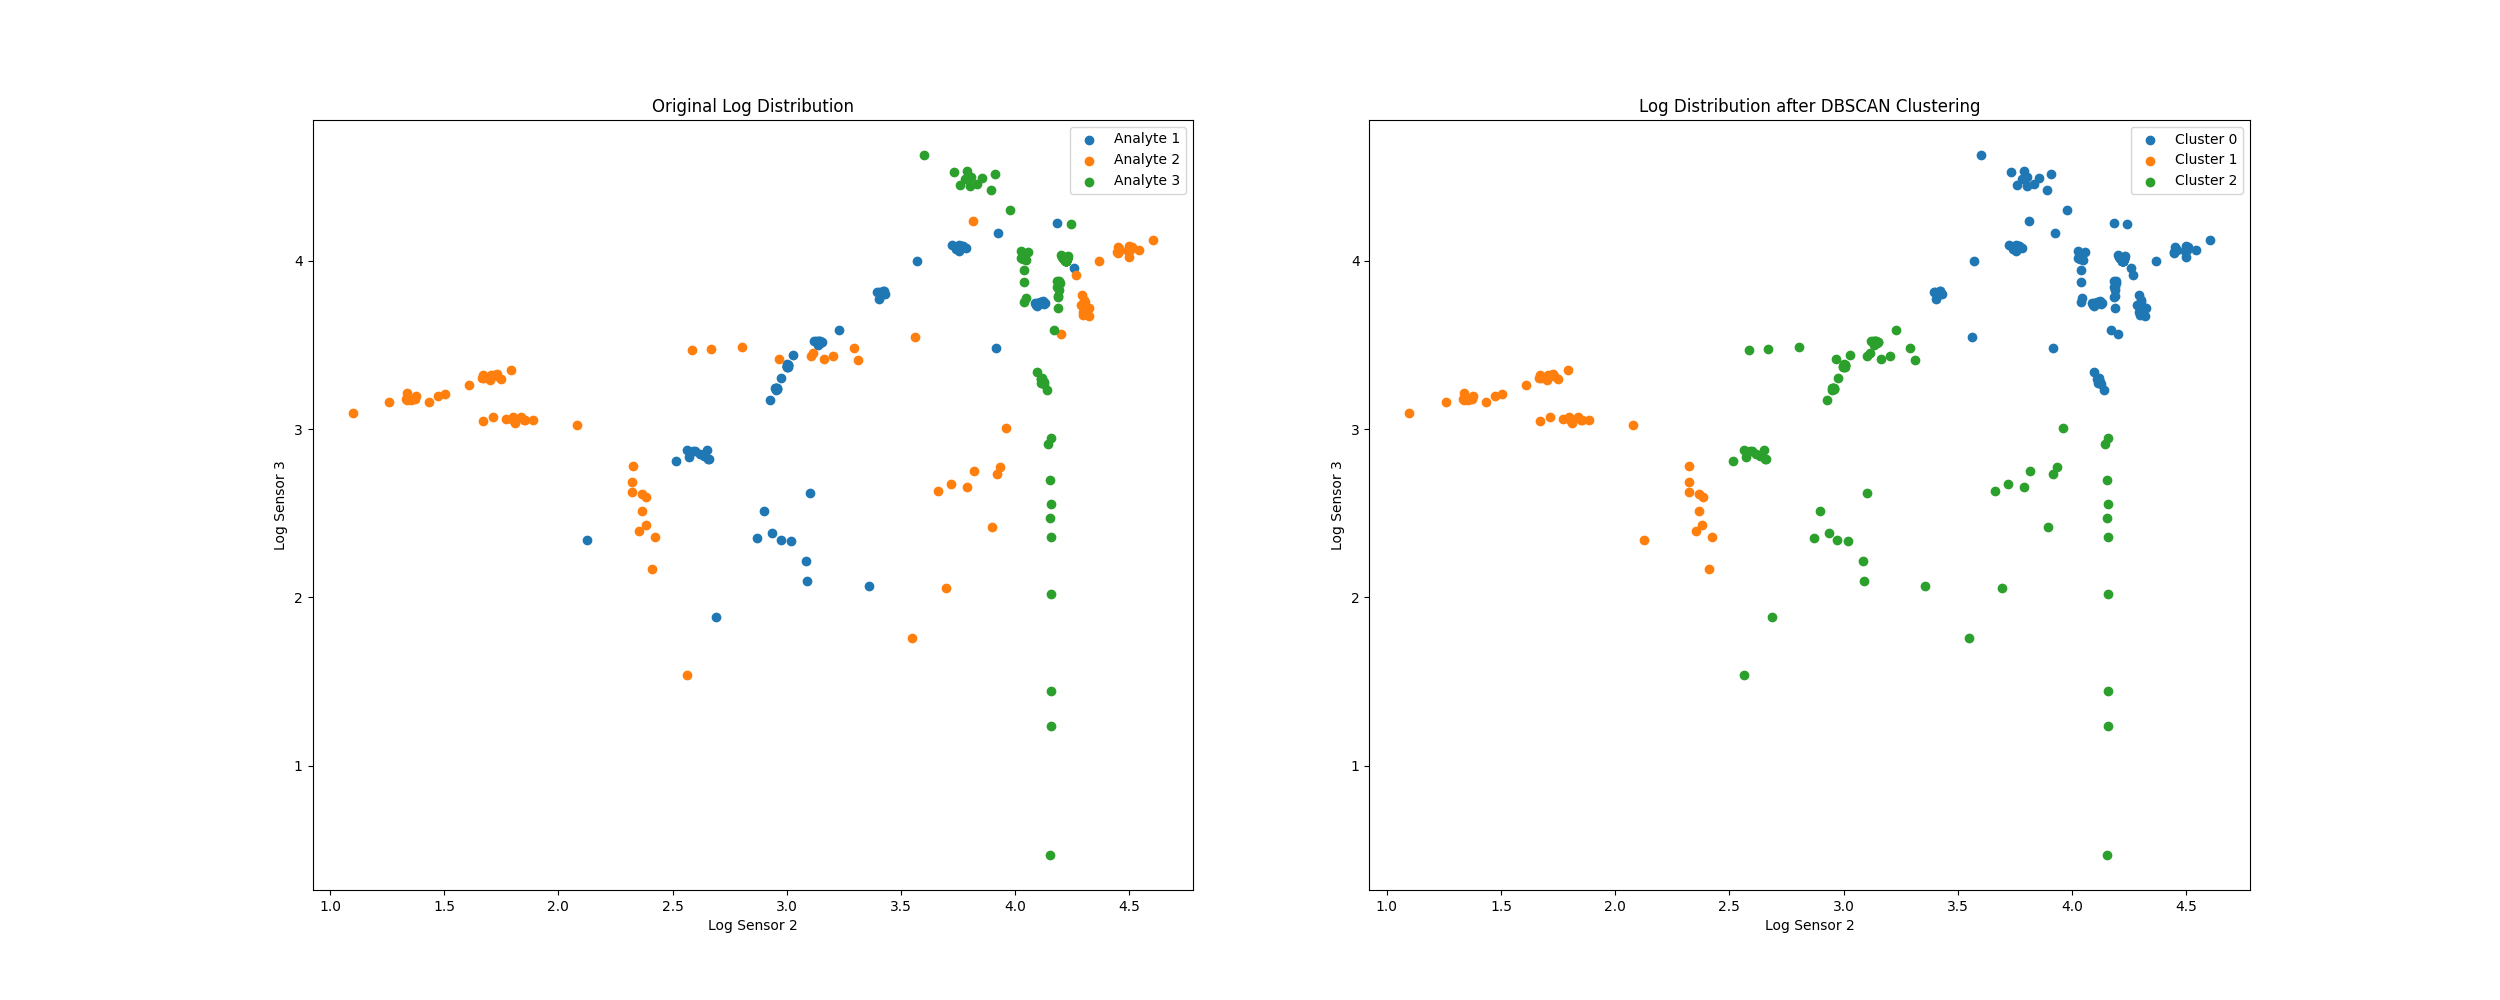 Original Log Distribution
Analyte 1
Analyte 2
Analyte 3
4
3
2
1
Log Sensor 3
1.0 1.5 2.0 2.5 3.0 3.5 4.0 4.5
Log Sensor 2
Log Distribution after DBSCAN Clustering
Cluster 0
Cluster 1
Cluster 2
4
3
2
1
Log Sensor 3
1.0 1.5 2.0 2.5 3.0 3.5 4.0 4.5
Log Sensor 2